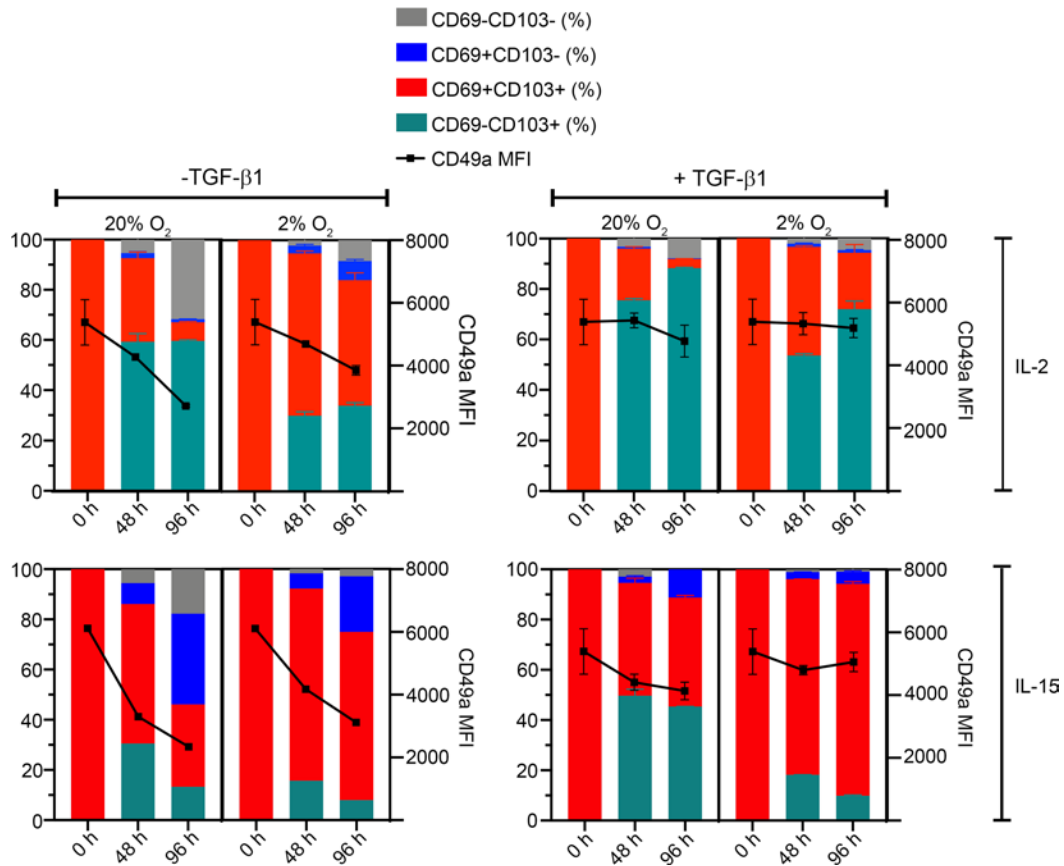 CD69-CD103- (%)
CD69+CD103- (%)
CD69+CD103+ (%)
CD69-CD103+ (%)
CD49a MFI
-TGF-β1
+ TGF-β1
20% O2 2% O2
20% O2 2% O2
100 8000
80
6000
60
4000
40
2000
20
0
0 h 48 h 96 h 0 h 48 h 96 h
CD49a MFI
100 8000
80
6000
60
4000
40
2000
20
0
0 h 48 h 96 h 0 h 48 h 96 h
CD49a MFI
IL-2
100 8000
80
6000
60
4000
40
2000
20
0
0 h 48 h 96 h 0 h 48 h 96 h
CD49a MFI
100 8000
80
6000
60
4000
40
2000
20
0
0 h 48 h 96 h 0 h 48 h 96 h
CD49a MFI
IL-15